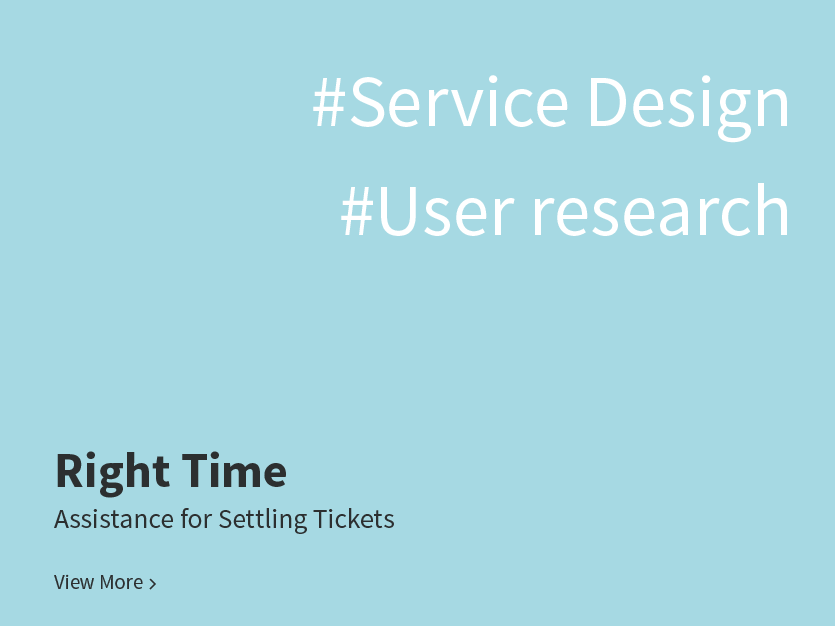 #Service Design
#User research
Right Time
Assistance for Settling Tickets
View More >